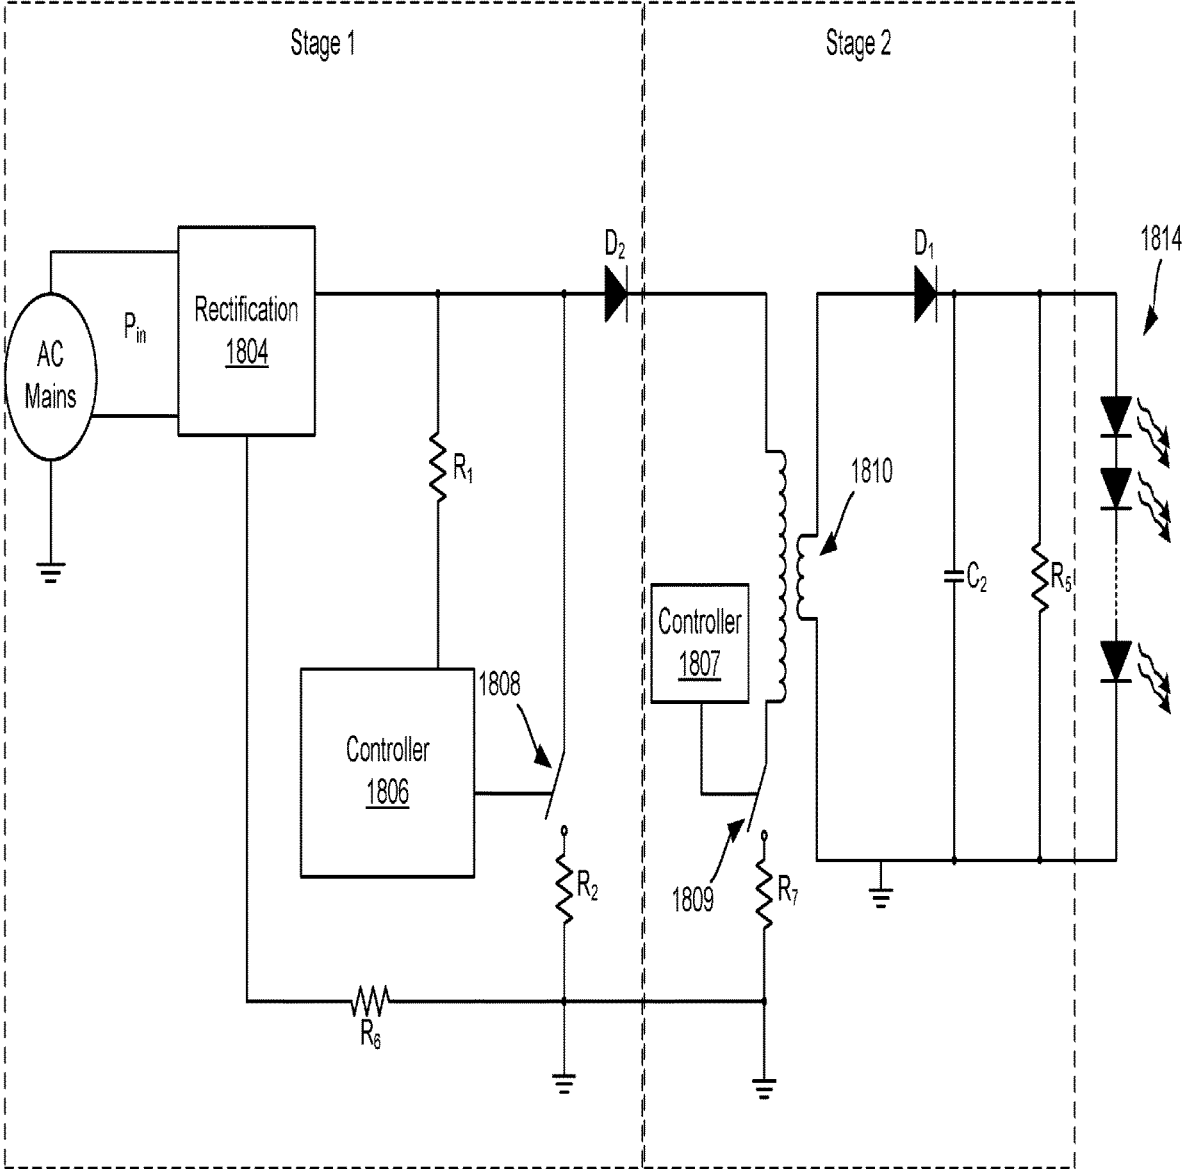 Stage 1
Stage 2
1814
D2
D1
Rectification
1804
Pin
AC
Mains
R1
1810
C2
R5
Controller
1807
1808
Controller
1806
R2
1809
R7
R6